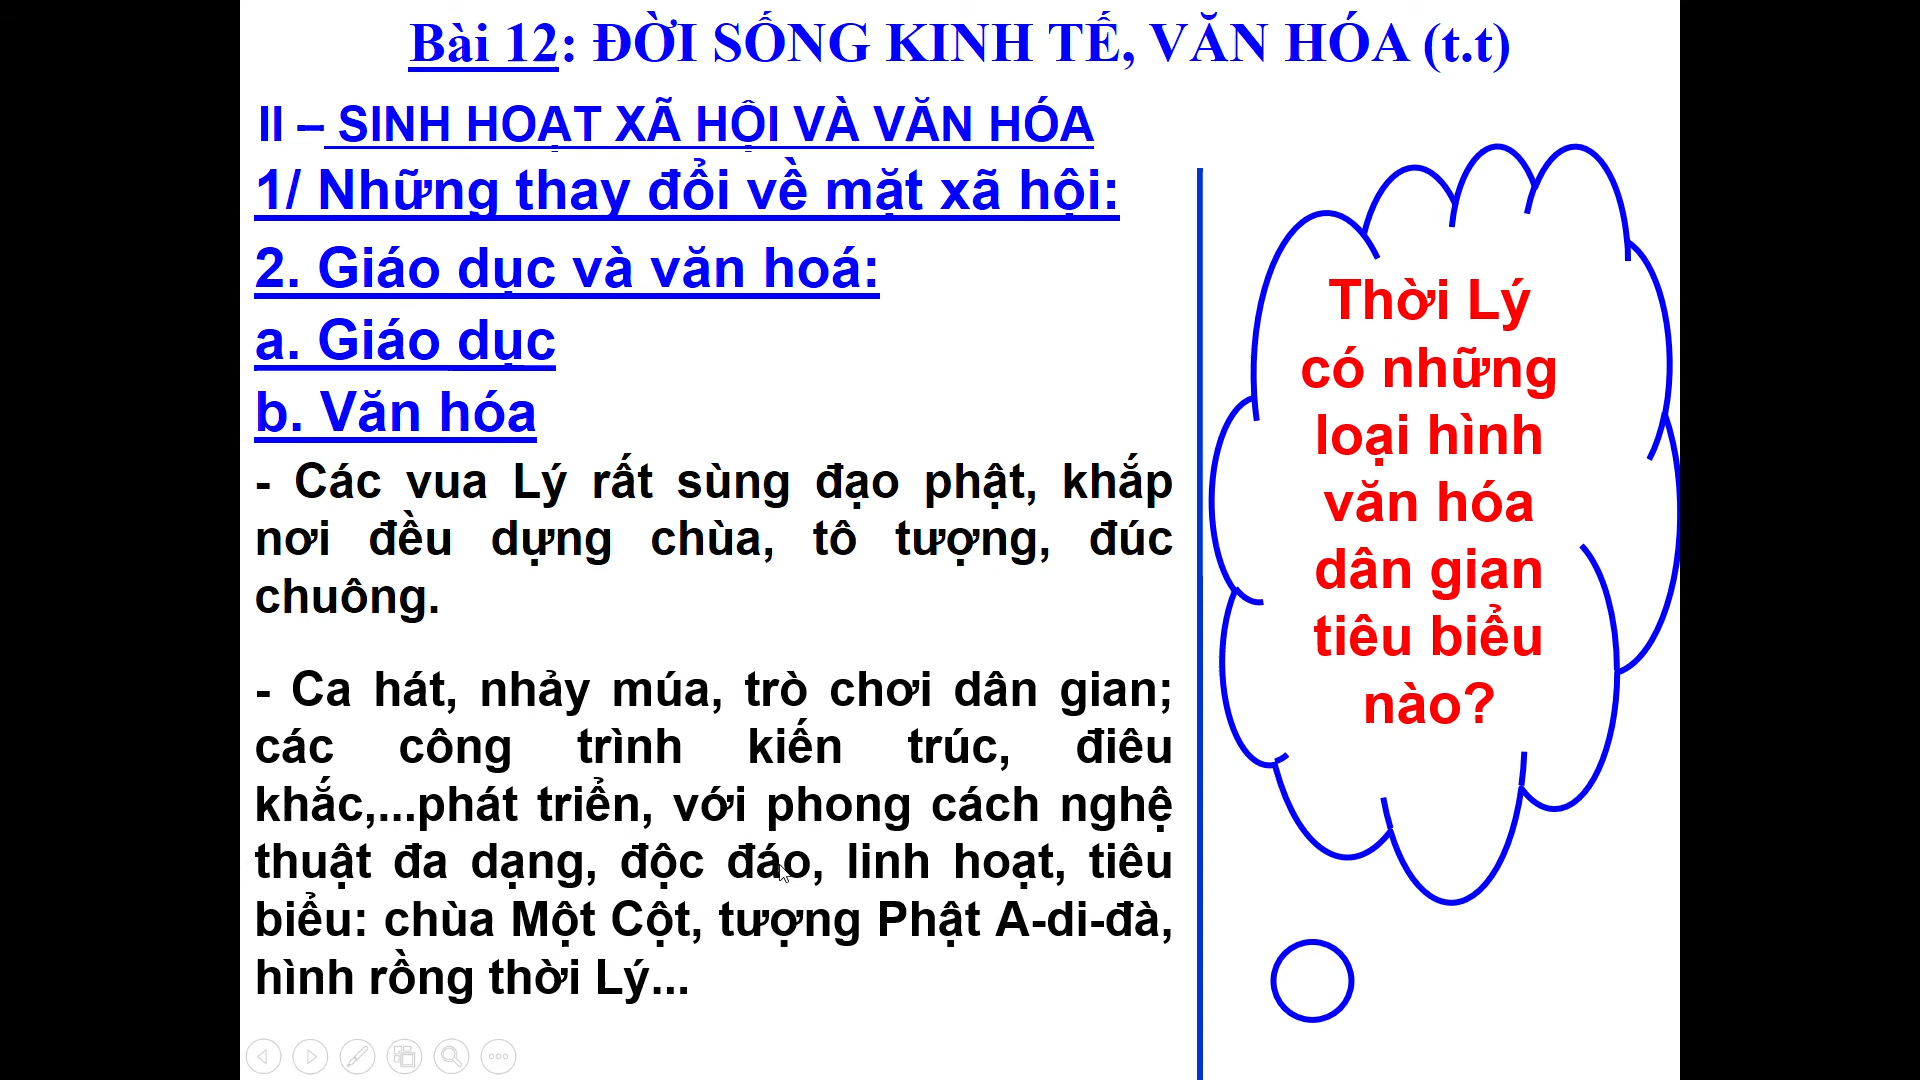 Bài 12: ĐỜI SỐNG KINH TẾ, VĂN HÓA (t.t)
II – SINH HOẠT XÃ HỘI VÀ VĂN HÓA
1/ Những thay đổi về mặt xã hội:
2. Giáo dục và văn hoá:
a. Giáo dục
b. Văn hóa
- Các vua Lý rất sùng đạo phật, khắp
nơi đều dựng chùa, tô tượng, đúc
chuông.
- Ca hát, nhảy múa, trò chơi dân gian;
các công trình kiến trúc, điêu
khắc,...phát triển, với phong cách nghệ
thuật đa dạng, độc đáo, linh hoạt, tiêu
biểu: chùa Một Cột, tượng Phật A-di-đà,
hình rồng thời Lý...
Thời Lý
có những
loại hình
văn hóa
dân gian
tiêu biểu
nào?